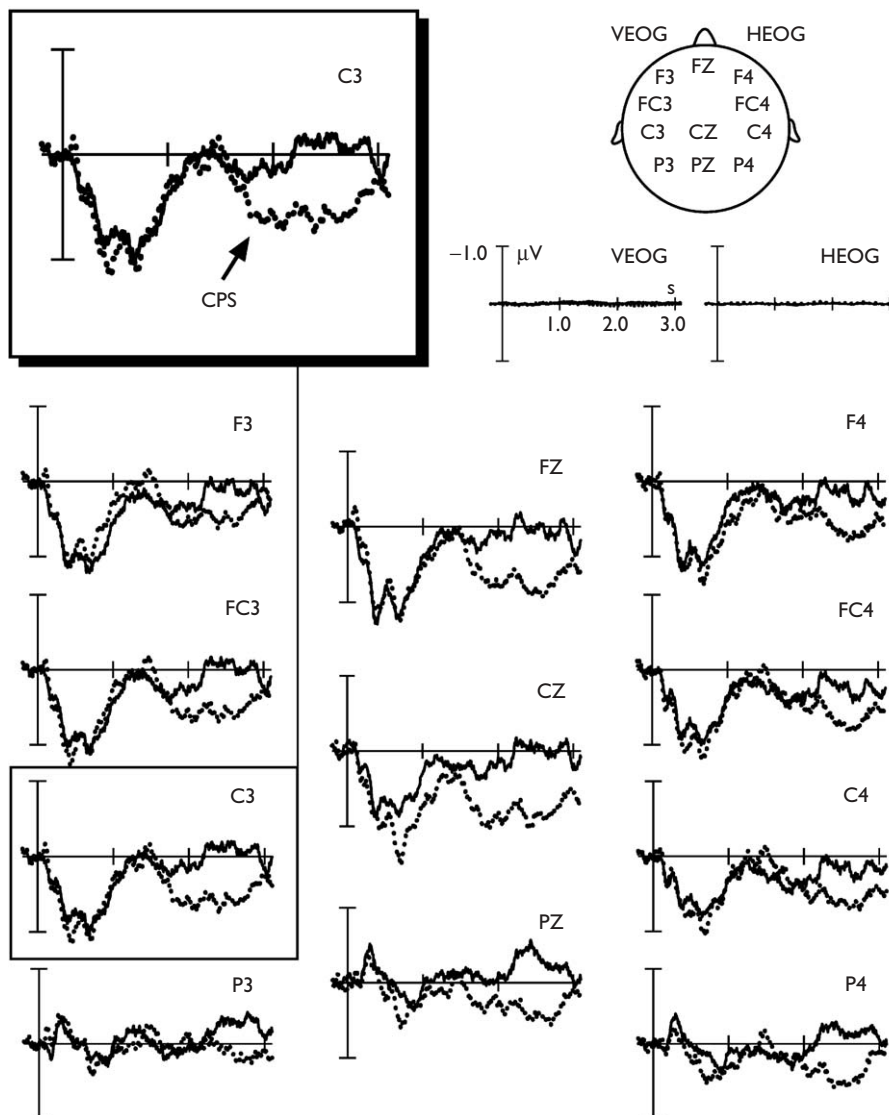 C3
CPS
VEOG HEOG
FZ
F3 F4
FC3 FC4
C3 CZ C4
P3 PZ P4
−1.0 μV VEOG HEOG
s
1.0 2.0 3.0
F3
FZ
F4
FC3
FC4
CZ
C3
C4
PZ
P3
P4